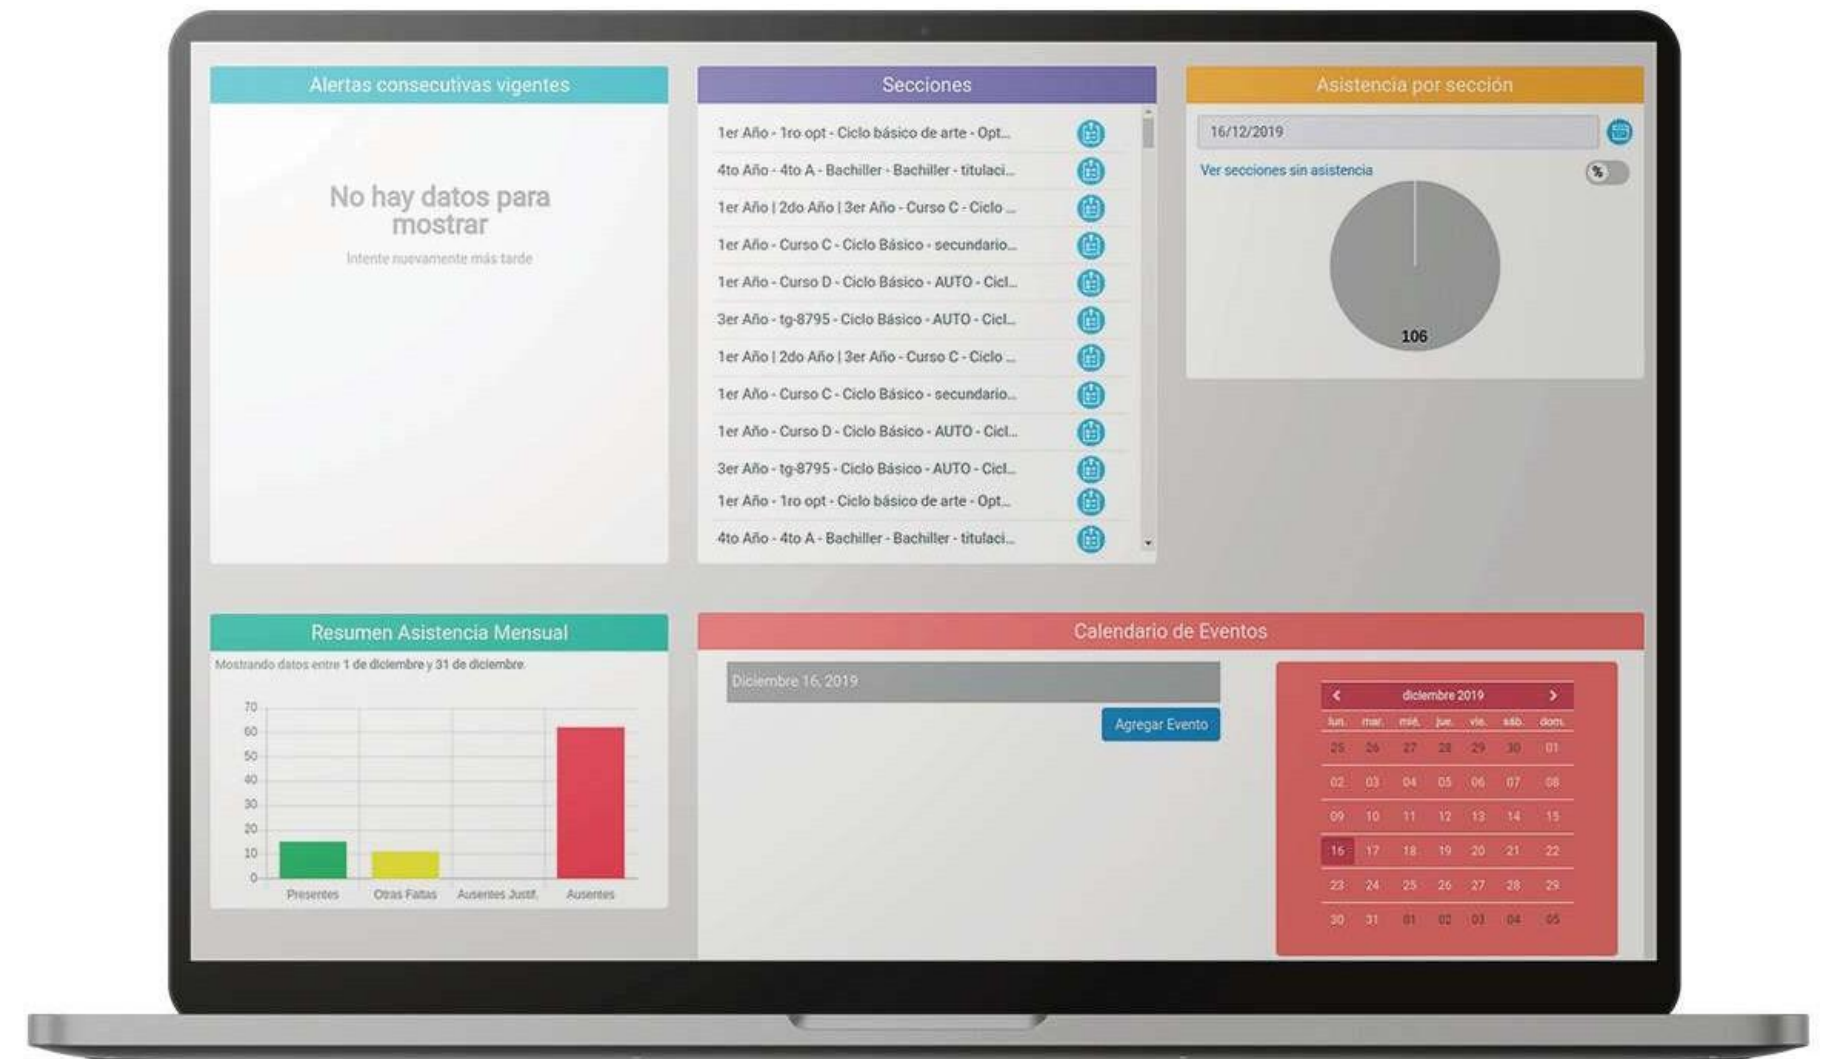 Alertas consecutivas vigentes
No hay datos para
mostrar
Intente nuevamente más tarde
Secciones
1er Año - 1ro opt - Ciclo básico de arte - Opt...
4to Año - 4to A - Bachiller - Bachiller - titulaci...
1er Año | 2do Año | 3er Año - Curso C - Ciclo ...
1er Año - Curso C - Ciclo Básico - secundario...
1er Año - Curso D - Ciclo Básico - AUTO - Cicl...
3er Año - tg-8795 - Ciclo Básico - AUTO - Cicl...
1er Año | 2do Año | 3er Año - Curso C - Ciclo ...
1er Año - Curso C - Ciclo Básico - secundario...
1er Año - Curso D - Ciclo Básico - AUTO - Cicl...
3er Año - tg-8795 - Ciclo Básico - AUTO - Cicl...
1er Año - 1ro opt - Ciclo básico de arte - Opt...
4to Año - 4to A - Bachiller - Bachiller - titulaci...
Asistencia por sección
16/12/2019
Ver secciones sin asistencia
%
106
Resumen Asistencia Mensual
Mostrando datos entre 1 de diciembre y 31 de diciembre.
70
60
50
40
30
20
10
0
Presentes Otras Faltas Ausentes Justif. Ausentes
Calendario de Eventos
Diciembre 16, 2019
Agregar Evento
< diciembre 2019 >
lun. mar. mié. jue. vie. sáb. dom.
25 26 27 28 29 30 01
02 03 04 05 06 07 08
09 10 11 12 13 14 15
16 17 18 19 20 21 22
23 24 25 26 27 28 29
30 31 01 02 03 04 05